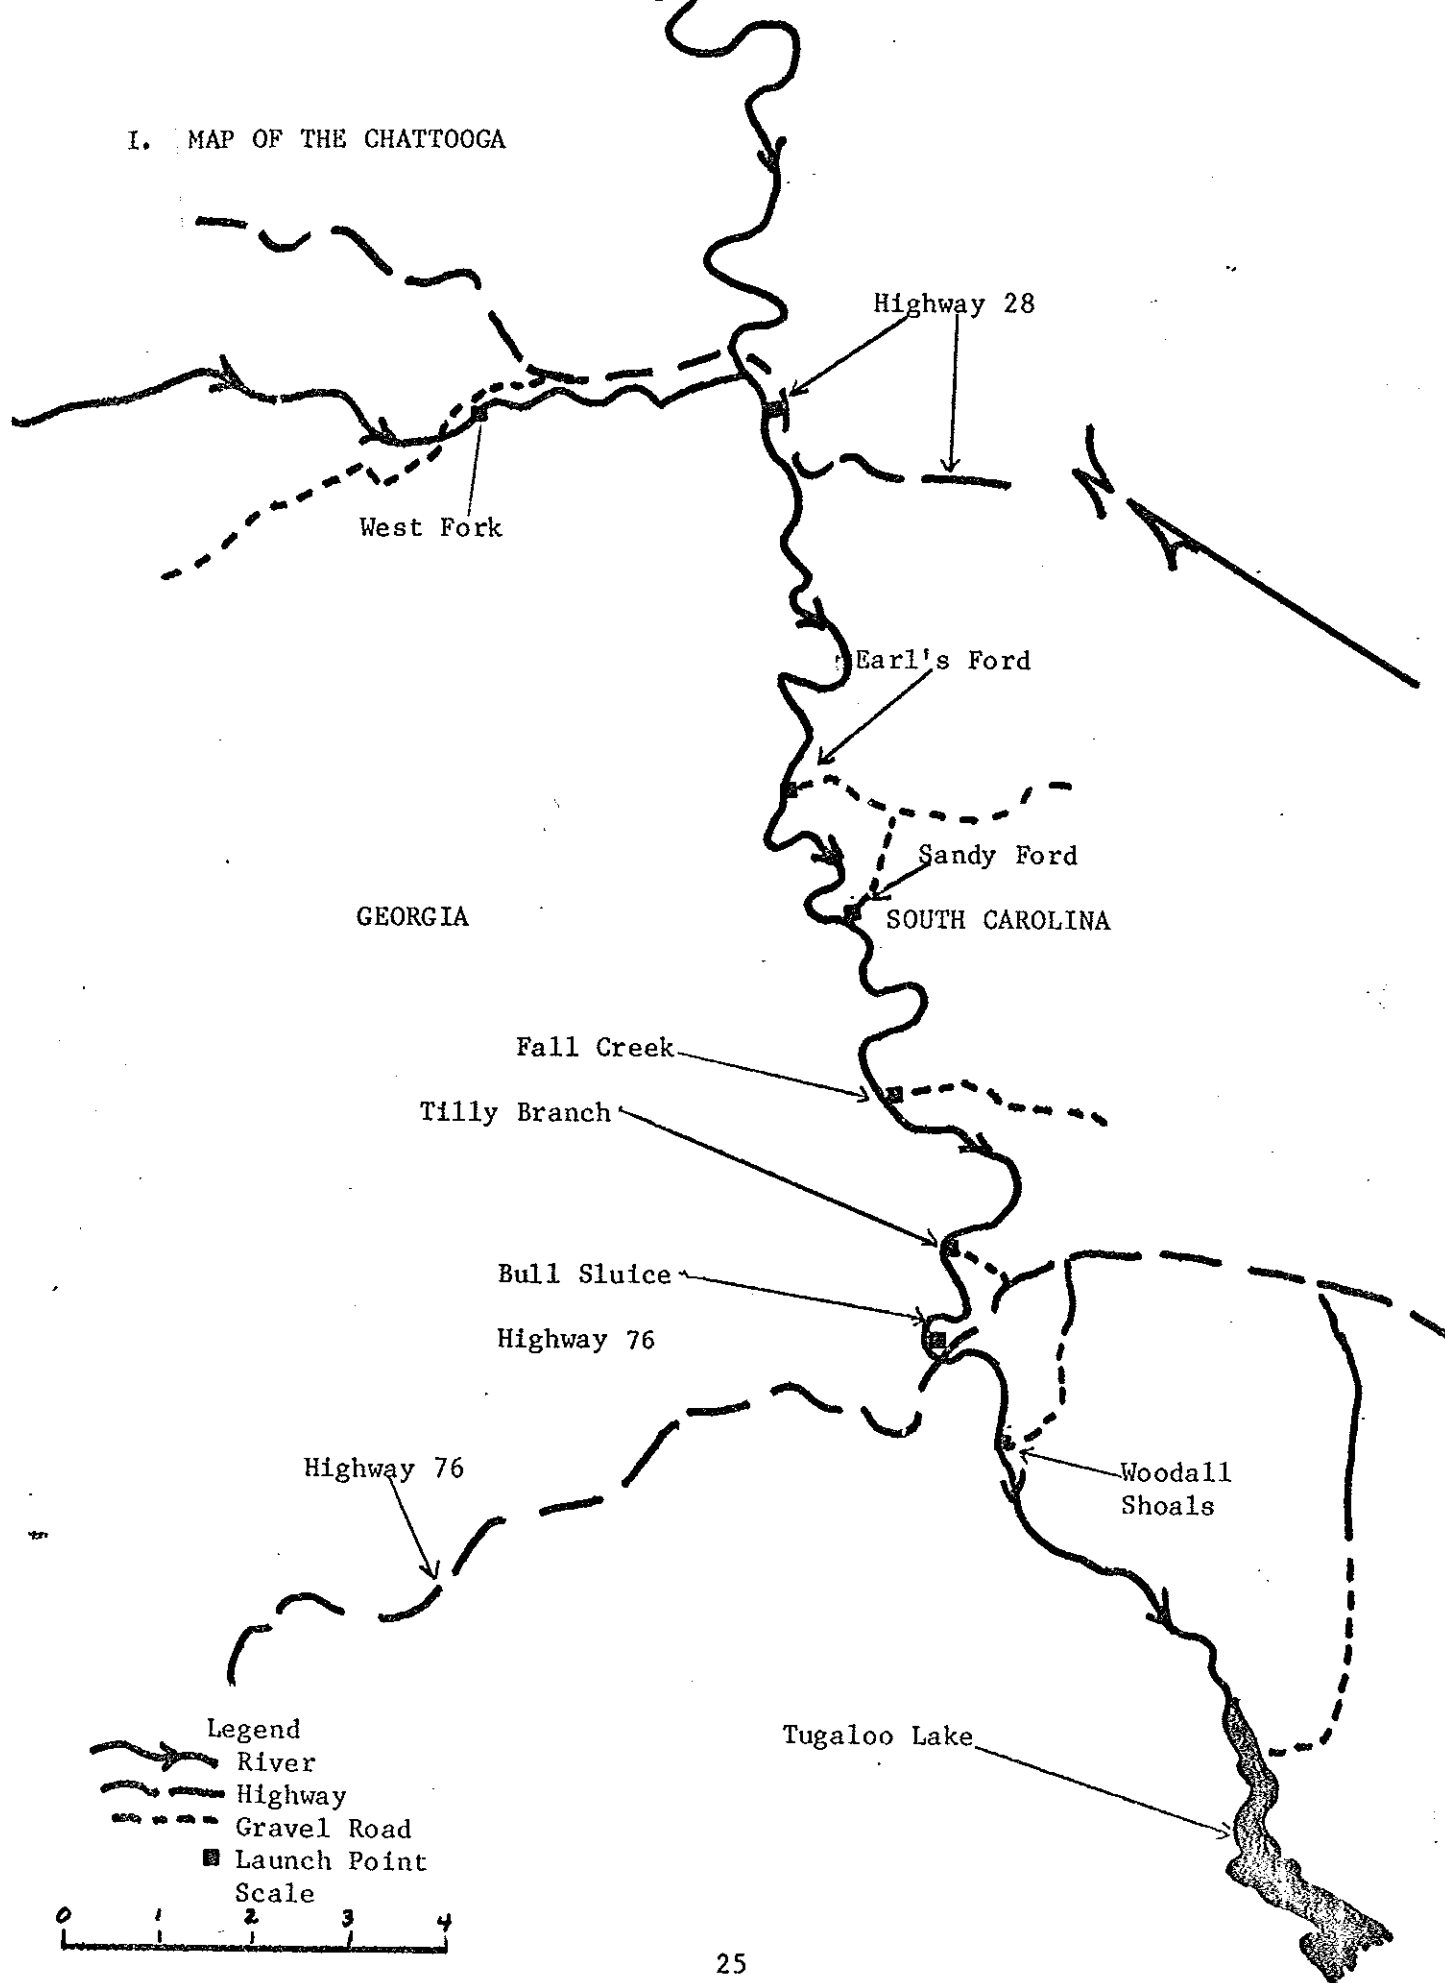 I. MAP OF THE CHATTOOGA
Highway 28
West Fork
Earl's Ford
Sandy Ford
GEORGIA
SOUTH CAROLINA
Fall Creek
Tilly Branch
Bull Sluice
Highway 76
Highway 76
Woodall
Shoals
Tugaloo Lake
Legend
River
Highway
Gravel Road
Launch Point
Scale
0 1 2 3 4
25
N